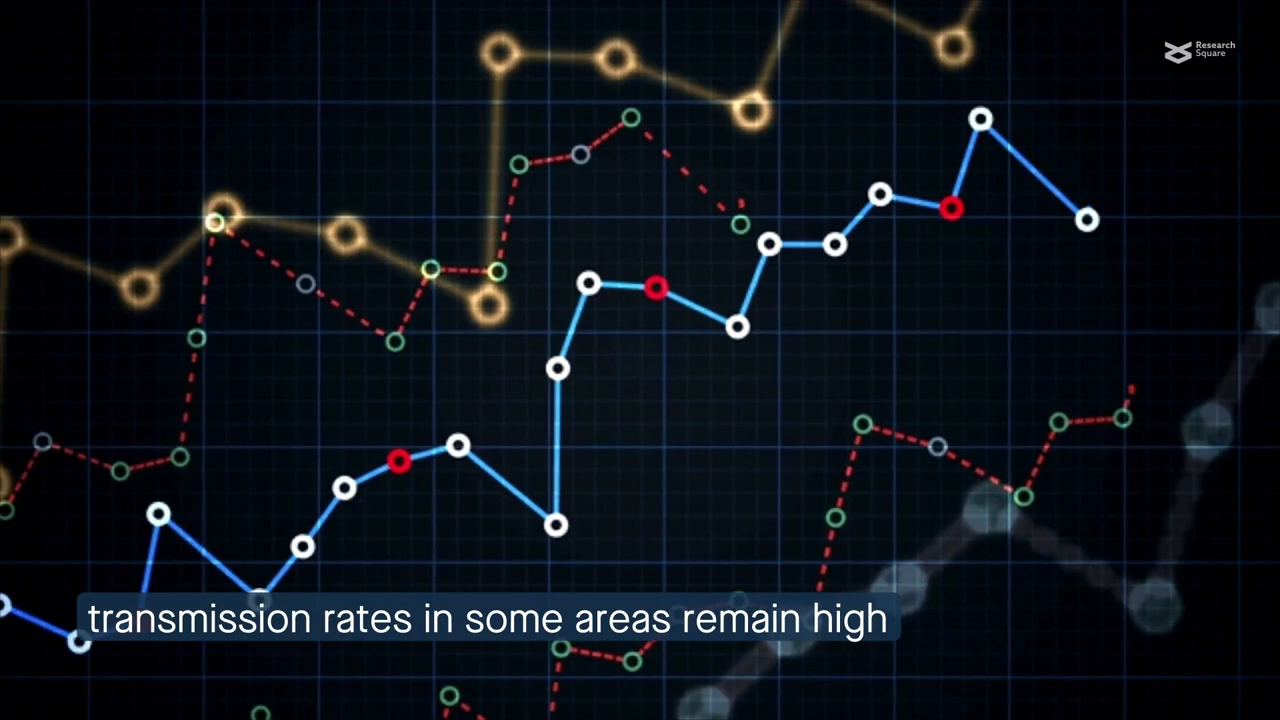 Research
Square
transmission rates in some areas remain high